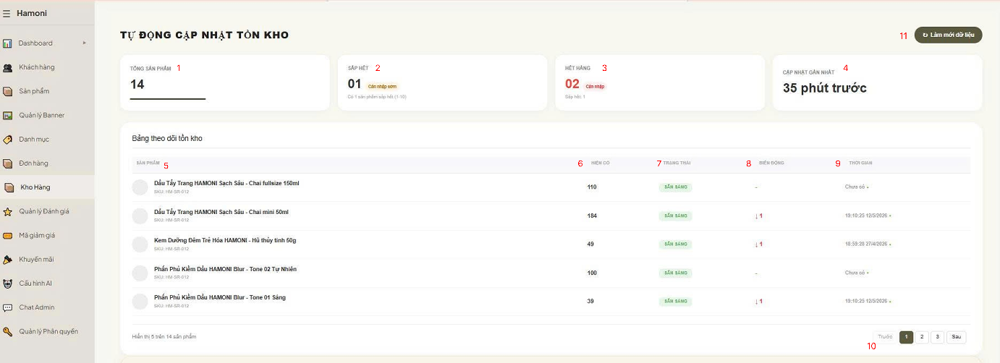 ☰ Hamoni
Dashboard ▸
Khách hàng
Sản phẩm
Quản lý Banner
Danh mục
Đơn hàng
Kho Hàng
Quản lý Đánh giá
Mã giảm giá
Khuyến mãi
Cấu hình AI
Chat Admin
Quản lý Phân quyền
TỰ ĐỘNG CẬP NHẬT TỒN KHO
11 ↻ Làm mới dữ liệu
TỔNG SẢN PHẨM 1
14
SẮP HẾT 2
01 Cần nhập sớm
Có 1 sản phẩm sắp hết (1-10)
HẾT HÀNG 3
02 Cần nhập
Sắp hết: 1
CẬP NHẬT GẦN NHẤT 4
35 phút trước
Bảng theo dõi tồn kho
SẢN PHẨM 5 6 HIỆN CÓ 7 TRẠNG THÁI 8 BIẾN ĐỘNG 9 THỜI GIAN
Dầu Tẩy Trang HAMONI Sạch Sâu - Chai fullsize 150ml 110 SẴN SÀNG - Chưa có •
SKU: HM-SR-012
Dầu Tẩy Trang HAMONI Sạch Sâu - Chai mini 50ml 184 SẴN SÀNG ↓ 1 19:10:25 12/5/2026 •
SKU: HM-SR-012
Kem Dưỡng Đêm Trẻ Hóa HAMONI - Hũ thủy tinh 50g 49 SẴN SÀNG ↓ 1 18:59:28 27/4/2026 •
SKU: HM-SR-012
Phấn Phủ Kiềm Dầu HAMONI Blur - Tone 02 Tự Nhiên 100 SẴN SÀNG - Chưa có •
SKU: HM-SR-012
Phấn Phủ Kiềm Dầu HAMONI Blur - Tone 01 Sáng 39 SẴN SÀNG ↓ 1 19:10:25 12/5/2026 •
SKU: HM-SR-012
Hiển thị 5 trên 14 sản phẩm
Trước 1 2 3 Sau
10